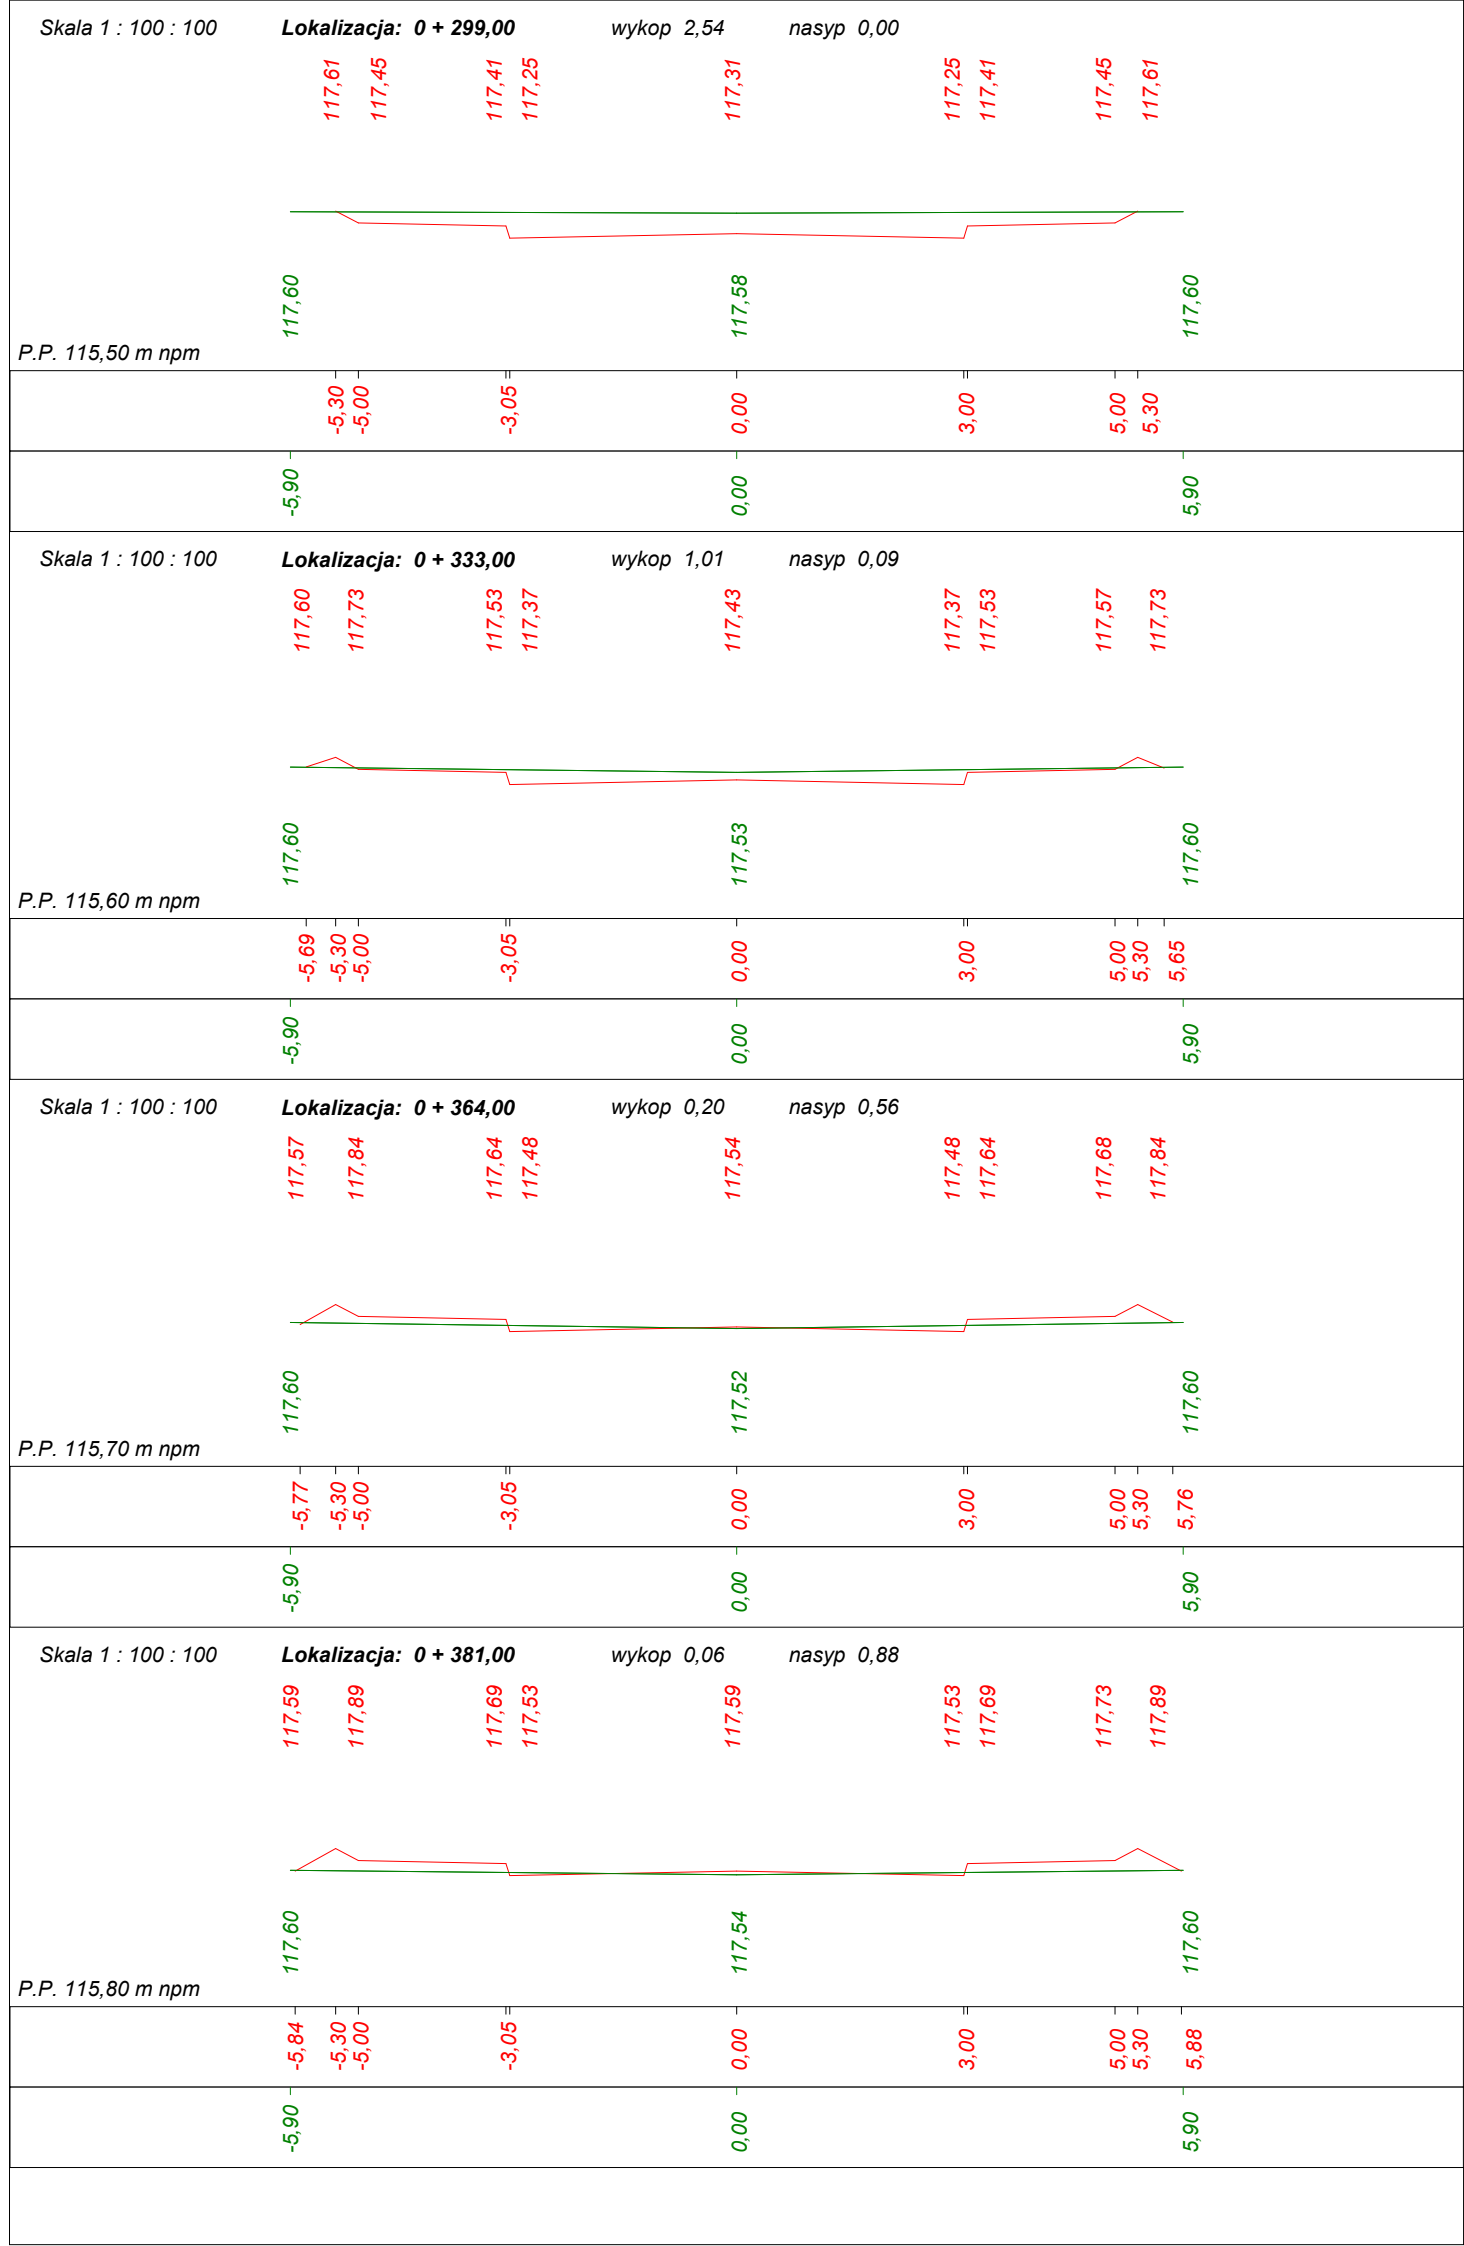 Skala 1 : 100 : 100 Lokalizacja: 0 + 299,00 wykop 2,54 nasyp 0,00
117,61 117,45 117,41 117,25 117,31 117,25 117,41 117,45 117,61
117,60 117,58 117,60
P.P. 115,50 m npm
-5,30 -5,00 -3,05 0,00 3,00 5,00 5,30
-5,90 0,00 5,90
Skala 1 : 100 : 100 Lokalizacja: 0 + 333,00 wykop 1,01 nasyp 0,09
117,60 117,73 117,53 117,37 117,43 117,37 117,53 117,57 117,73
117,60 117,53 117,60
P.P. 115,60 m npm
-5,69 -5,30 -5,00 -3,05 0,00 3,00 5,00 5,30 5,65
-5,90 0,00 5,90
Skala 1 : 100 : 100 Lokalizacja: 0 + 364,00 wykop 0,20 nasyp 0,56
117,57 117,84 117,64 117,48 117,54 117,48 117,64 117,68 117,84
117,60 117,52 117,60
P.P. 115,70 m npm
-5,77 -5,30 -5,00 -3,05 0,00 3,00 5,00 5,30 5,76
-5,90 0,00 5,90
Skala 1 : 100 : 100 Lokalizacja: 0 + 381,00 wykop 0,06 nasyp 0,88
117,59 117,89 117,69 117,53 117,59 117,53 117,69 117,73 117,89
117,60 117,54 117,60
P.P. 115,80 m npm
-5,84 -5,30 -5,00 -3,05 0,00 3,00 5,00 5,30 5,88
-5,90 0,00 5,90